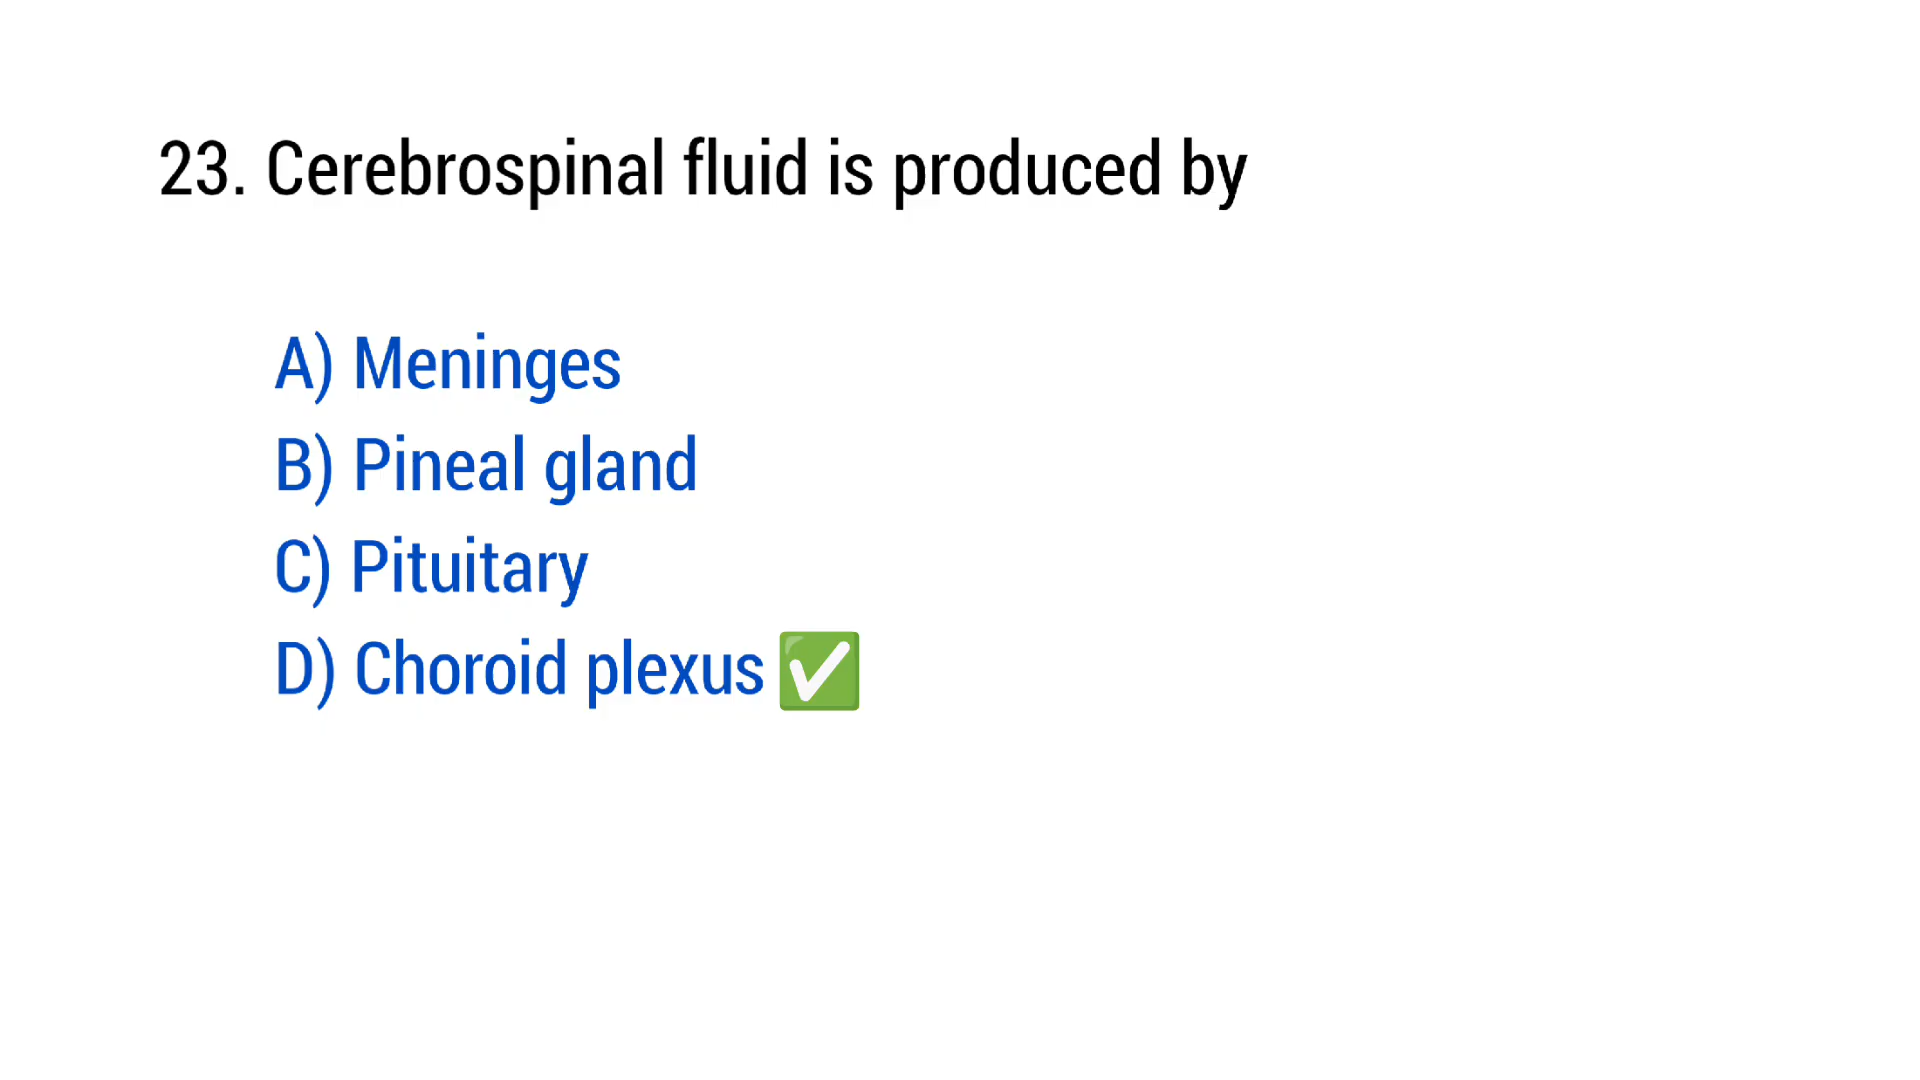 23. Cerebrospinal fluid is produced by
A) Meninges
B) Pineal gland
C) Pituitary
D) Choroid plexus ✅